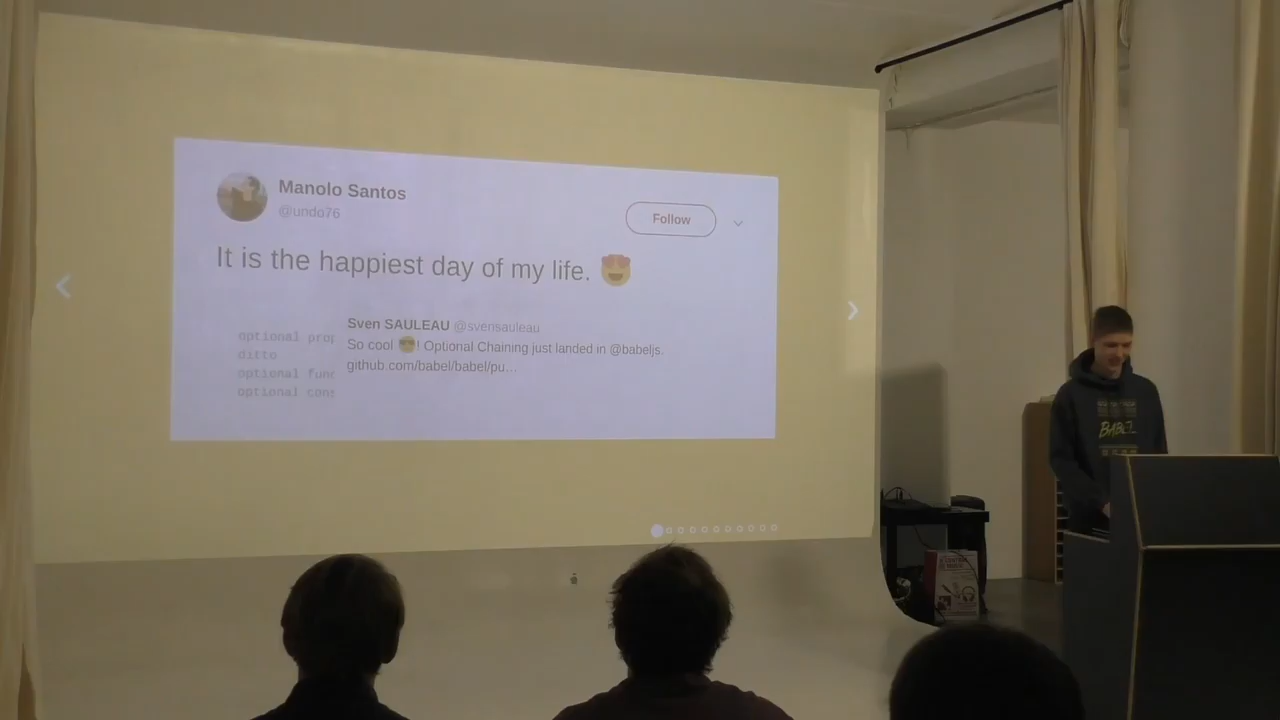 Manolo Santos
@undo76
Follow
It is the happiest day of my life. 😍
Sven SAULEAU @svensauleau
So cool 😎! Optional Chaining just landed in @babeljs.
github.com/babel/babel/pu…
optional prop
ditto
optional func
optional cons
BABEL